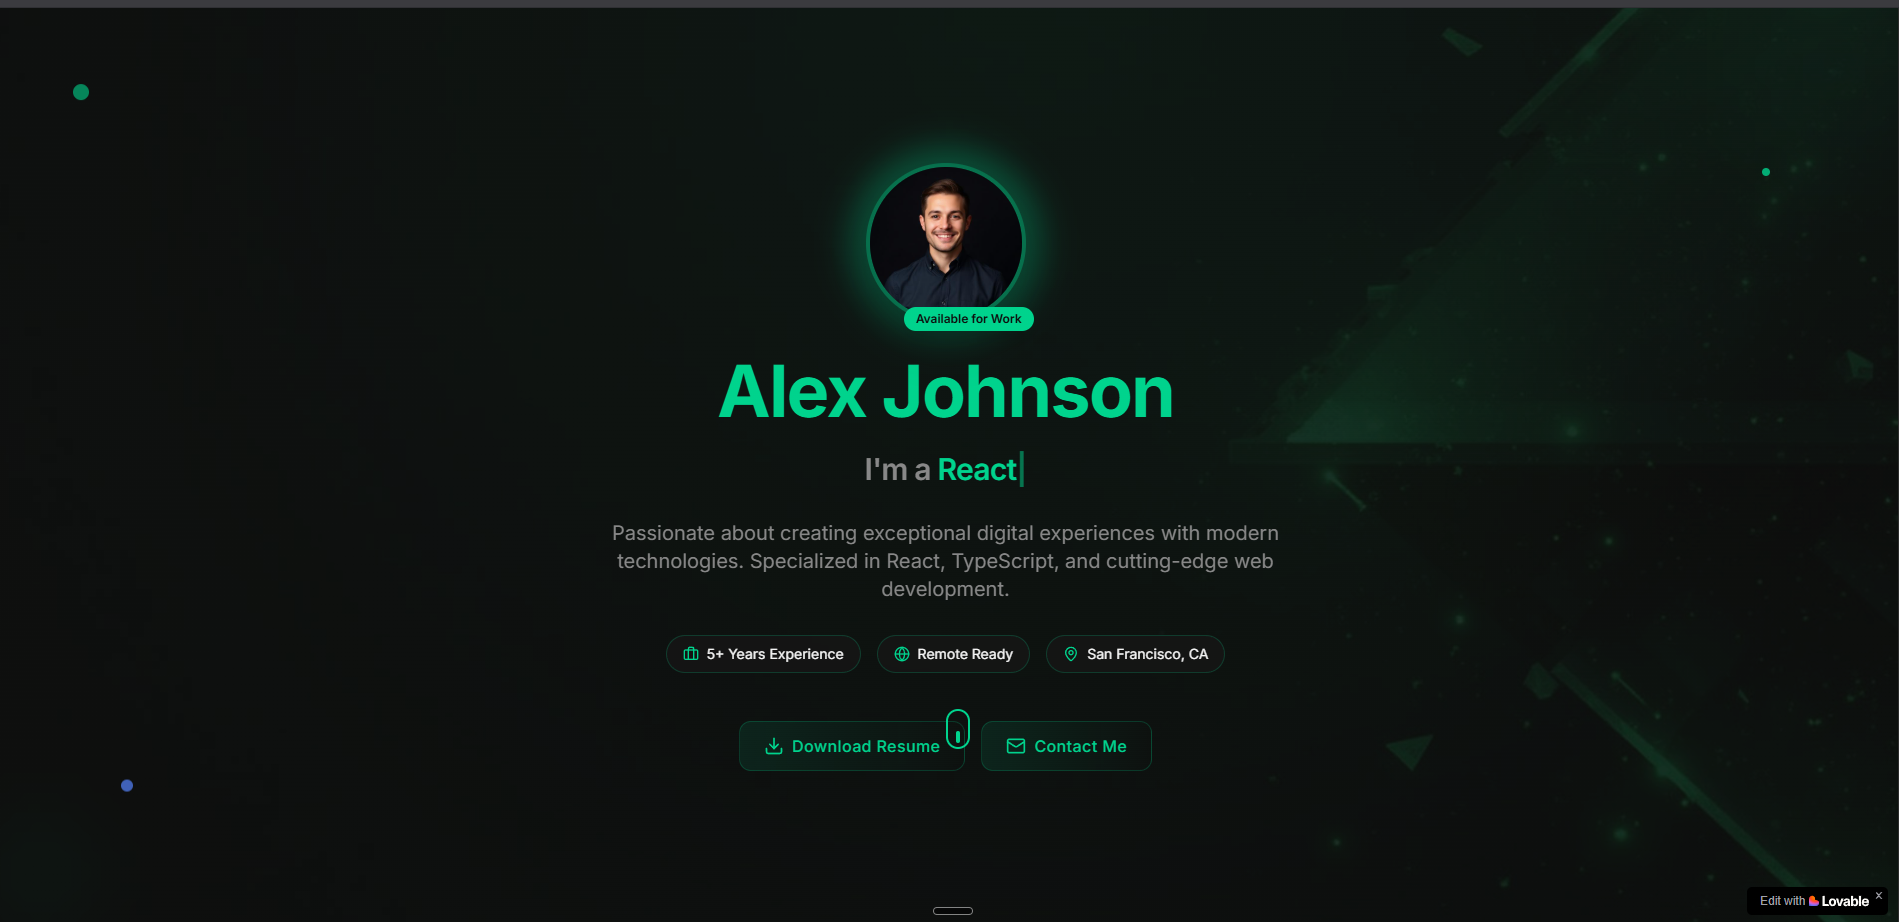 Available for Work
Alex Johnson
I'm a React
Passionate about creating exceptional digital experiences with modern
technologies. Specialized in React, TypeScript, and cutting-edge web
development.
5+ Years Experience
Remote Ready
San Francisco, CA
Download Resume
Contact Me
Edit with Lovable
x